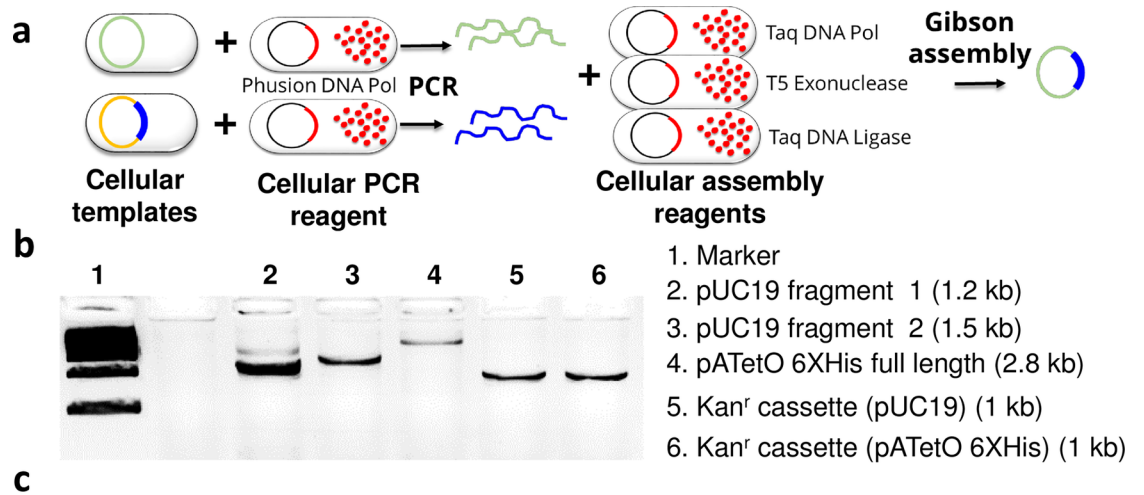 a
+
Phusion DNA Pol
PCR
+
+
Taq DNA Pol
T5 Exonuclease
Taq DNA Ligase
Gibson
assembly
Cellular
templates
Cellular PCR
reagent
Cellular assembly
reagents
b
1 2 3 4 5 6
1. Marker
2. pUC19 fragment 1 (1.2 kb)
3. pUC19 fragment 2 (1.5 kb)
4. pATetO 6XHis full length (2.8 kb)
5. Kanʳ cassette (pUC19) (1 kb)
6. Kanʳ cassette (pATetO 6XHis) (1 kb)
c